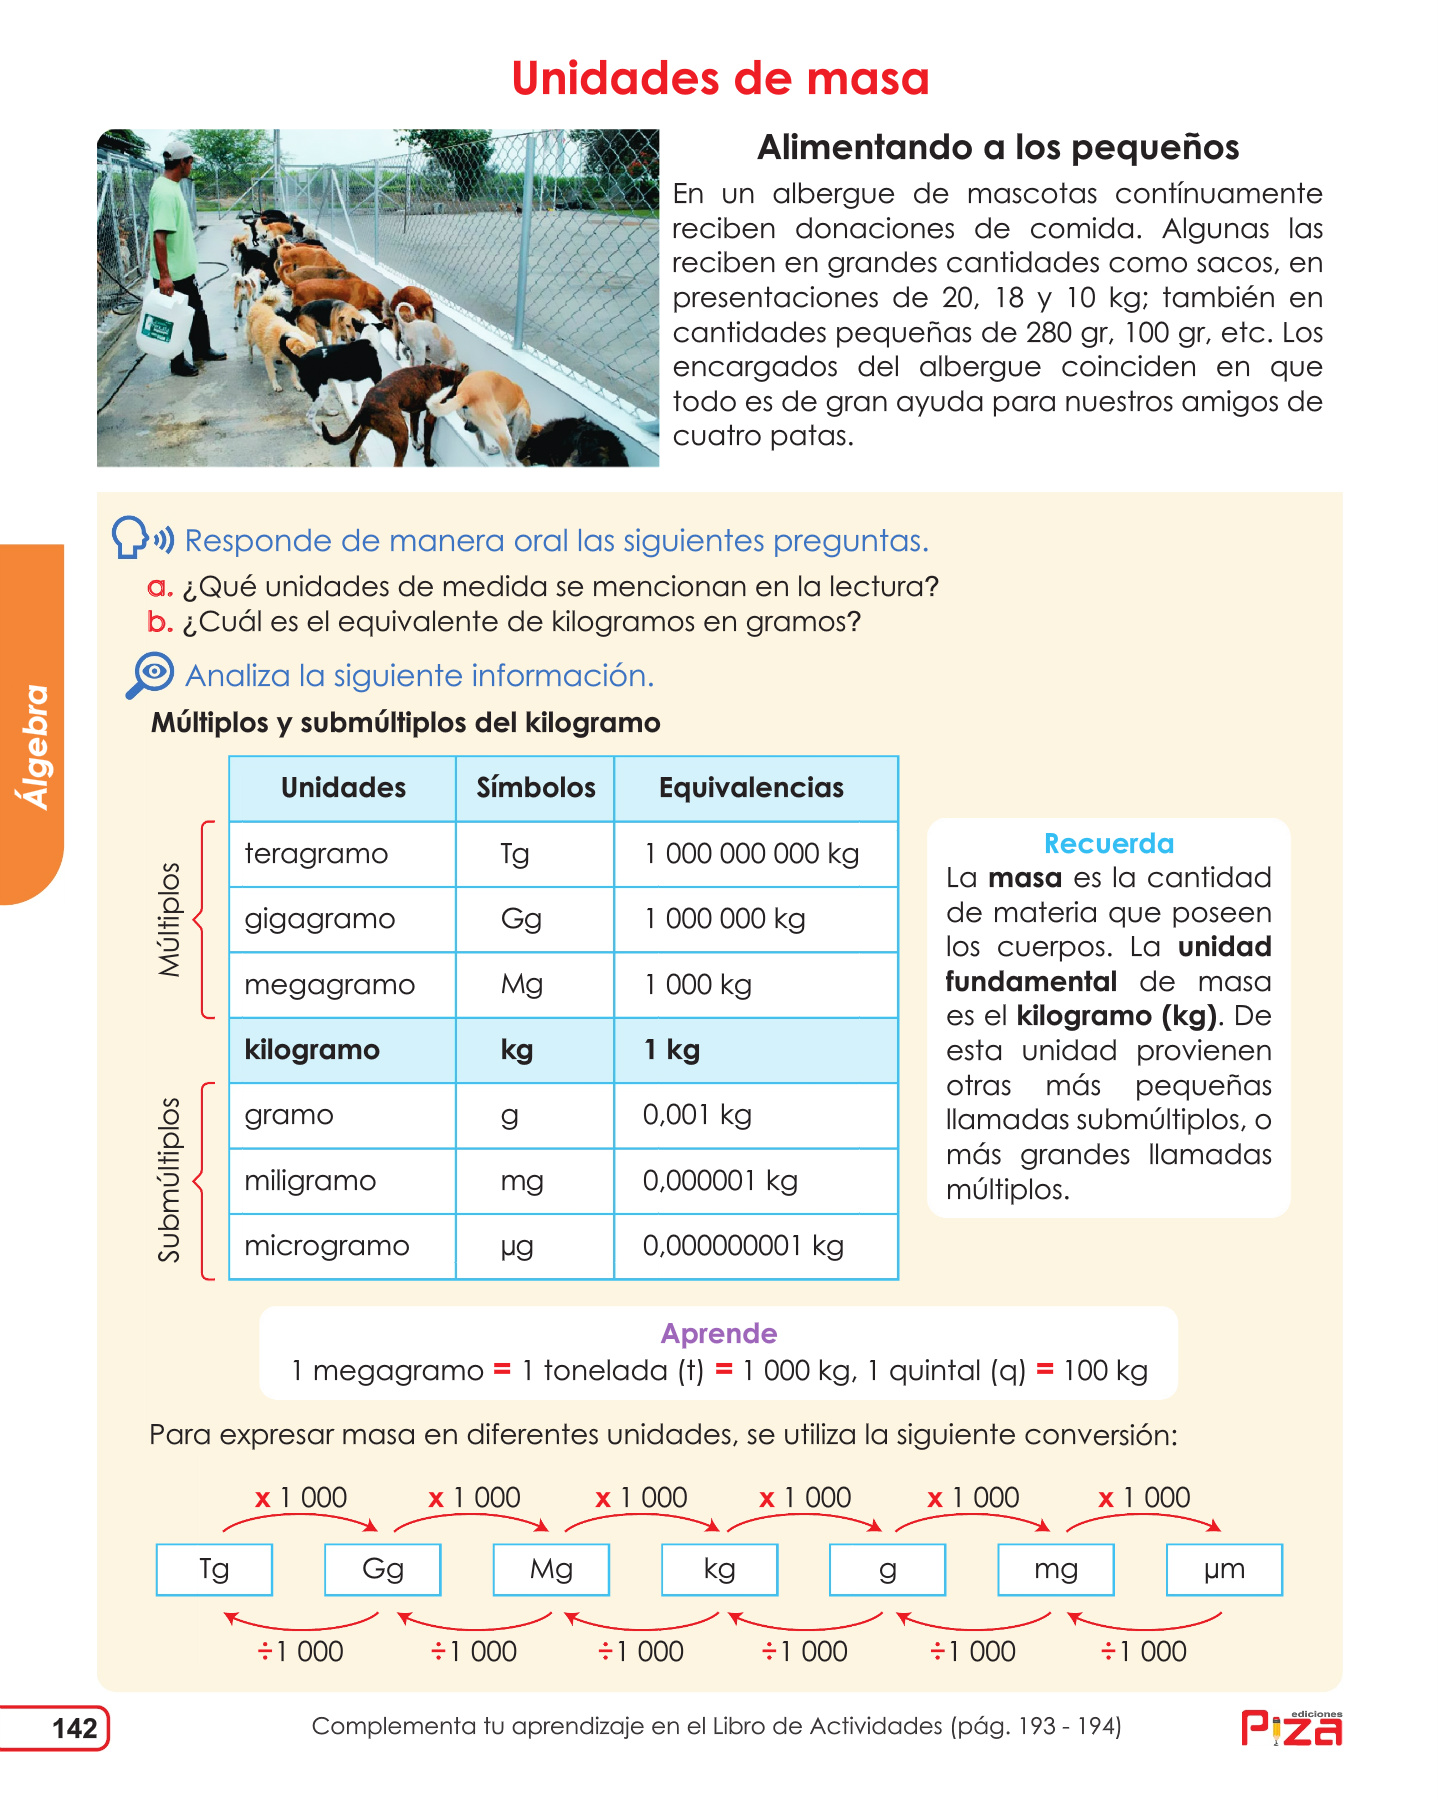 Unidades de masa
Alimentando a los pequeños
En un albergue de mascotas contínuamente
reciben donaciones de comida. Algunas las
reciben en grandes cantidades como sacos, en
presentaciones de 20, 18 y 10 kg; también en
cantidades pequeñas de 280 gr, 100 gr, etc. Los
encargados del albergue coinciden en que
todo es de gran ayuda para nuestros amigos de
cuatro patas.
Responde de manera oral las siguientes preguntas.
a. ¿Qué unidades de medida se mencionan en la lectura?
b. ¿Cuál es el equivalente de kilogramos en gramos?
Analiza la siguiente información.
Álgebra
Múltiplos y submúltiplos del kilogramo
Unidades Símbolos Equivalencias
Múltiplos
teragramo Tg 1 000 000 000 kg
gigagramo Gg 1 000 000 kg
megagramo Mg 1 000 kg
kilogramo kg 1 kg
Submúltiplos
gramo g 0,001 kg
miligramo mg 0,000001 kg
microgramo µg 0,000000001 kg
Recuerda
La masa es la cantidad
de materia que poseen
los cuerpos. La unidad
fundamental de masa
es el kilogramo (kg). De
esta unidad provienen
otras más pequeñas
llamadas submúltiplos, o
más grandes llamadas
múltiplos.
Aprende
1 megagramo = 1 tonelada (t) = 1 000 kg, 1 quintal (q) = 100 kg
Para expresar masa en diferentes unidades, se utiliza la siguiente conversión:
x 1 000 x 1 000 x 1 000 x 1 000 x 1 000 x 1 000
Tg Gg Mg kg g mg µm
÷1 000 ÷1 000 ÷1 000 ÷1 000 ÷1 000 ÷1 000
142
Complementa tu aprendizaje en el Libro de Actividades (pág. 193 - 194)
ediciones
Piza